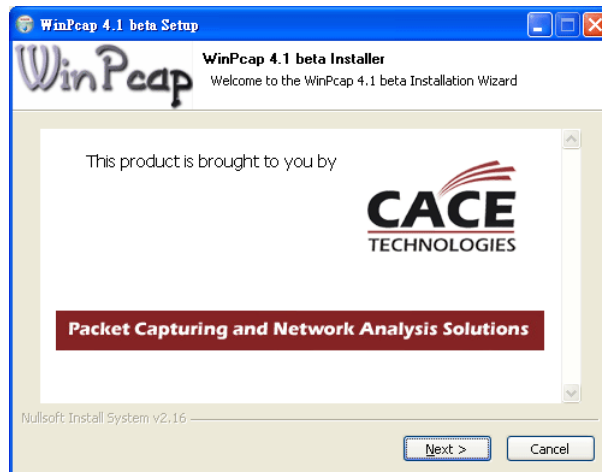 WinPcap 4.1 beta Setup
WinPcap
WinPcap 4.1 beta Installer
Welcome to the WinPcap 4.1 beta Installation Wizard
This product is brought to you by
CACE
TECHNOLOGIES
Packet Capturing and Network Analysis Solutions
Nullsoft Install System v2.16
Next >
Cancel